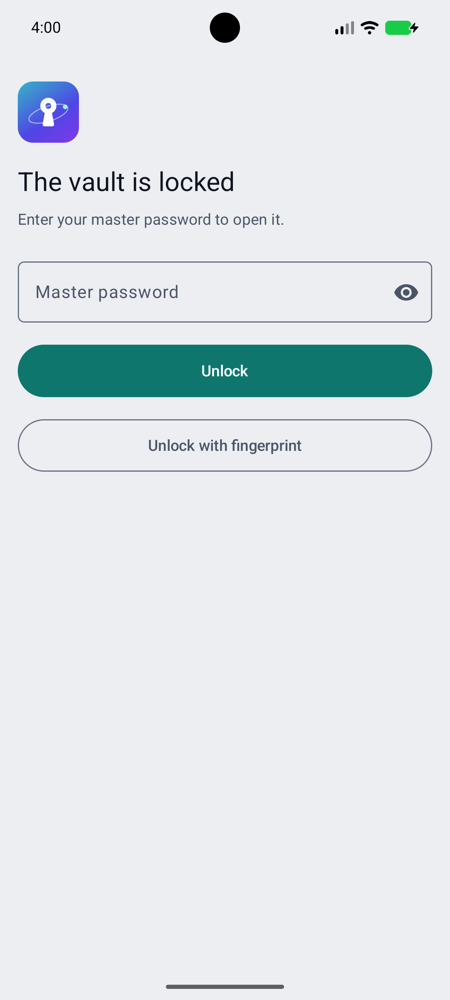 4:00
The vault is locked
Enter your master password to open it.
Master password
Unlock
Unlock with fingerprint